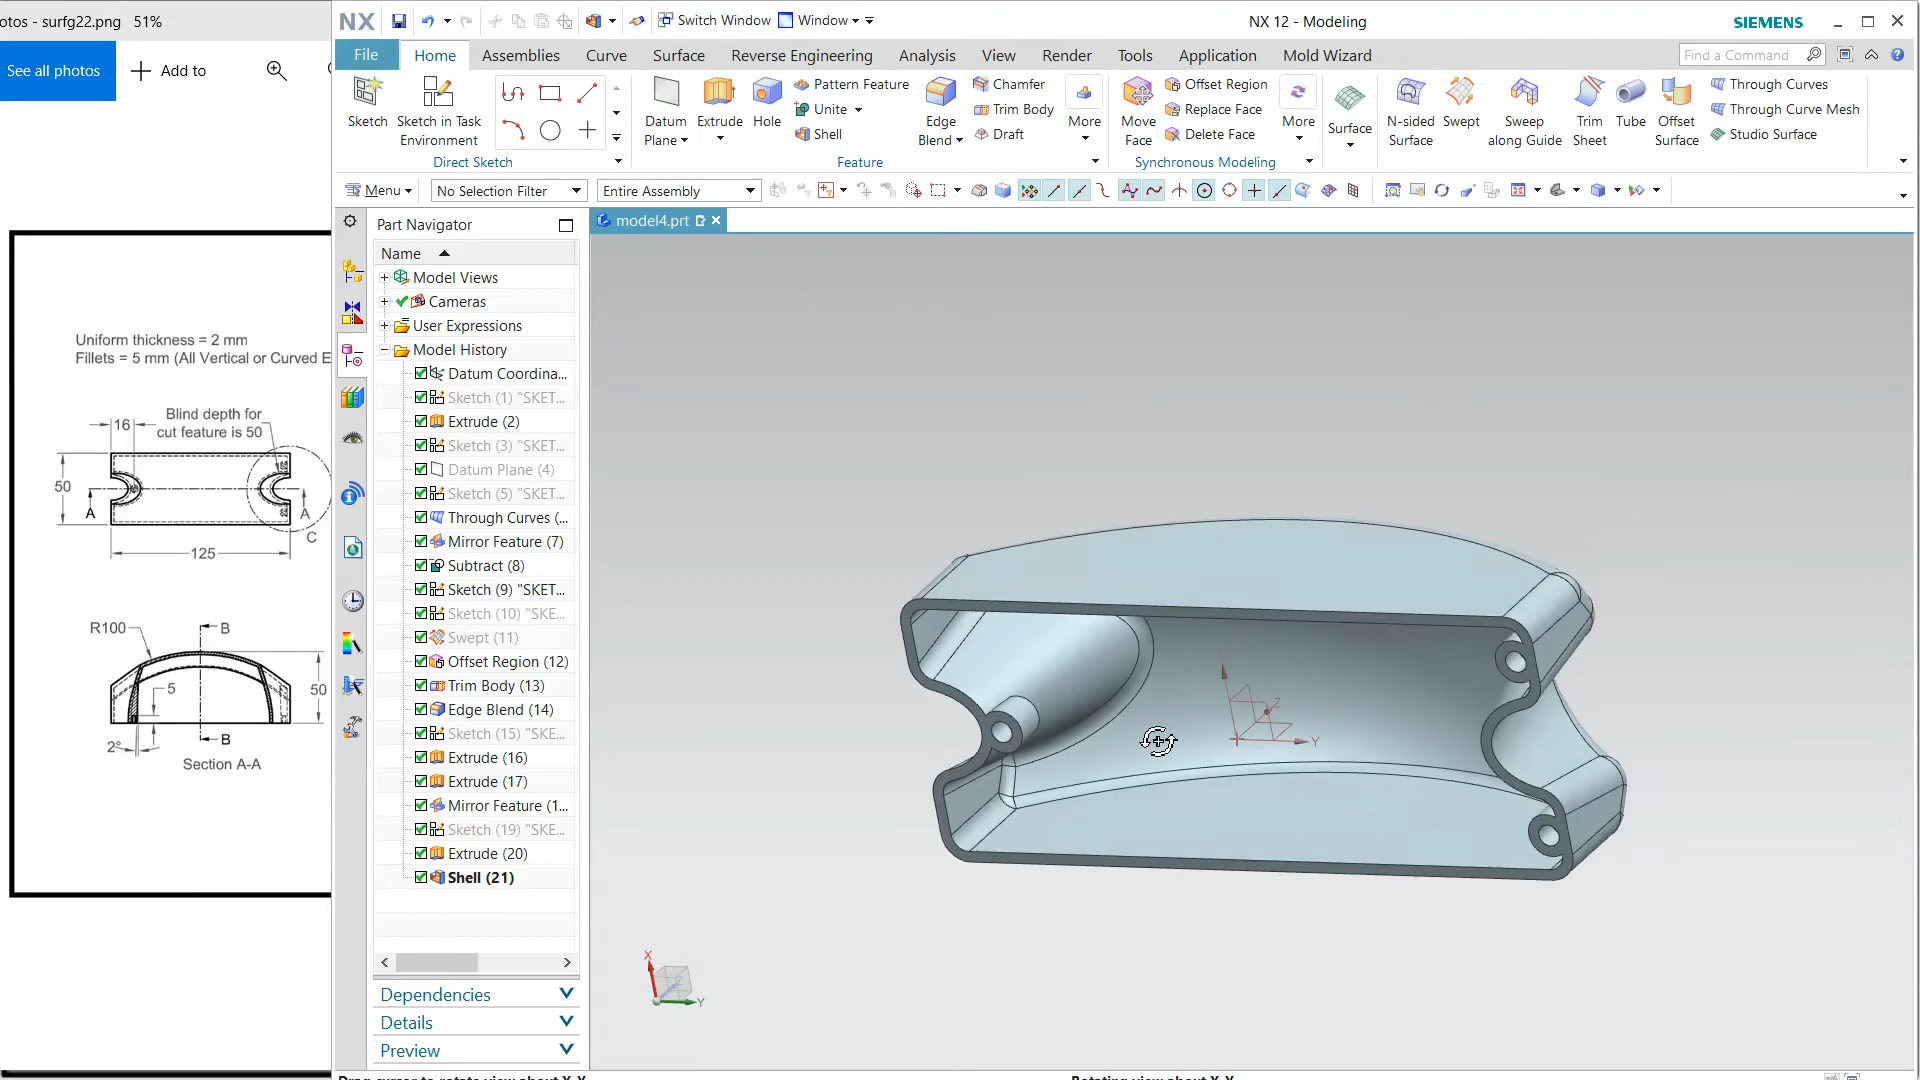 otos - surfg22.png 51%
See all photos
Add to
NX
Switch Window
Window
NX 12 - Modeling
SIEMENS
File
Home
Assemblies
Curve
Surface
Reverse Engineering
Analysis
View
Render
Tools
Application
Mold Wizard
Find a Command
Sketch
Sketch in Task
Environment
Direct Sketch
Datum
Plane
Extrude
Hole
Pattern Feature
Unite
Shell
Edge
Blend
Chamfer
Trim Body
Draft
More
Feature
Move
Face
Offset Region
Replace Face
Delete Face
More
Synchronous Modeling
Surface
N-sided
Surface
Swept
Sweep
along Guide
Trim
Sheet
Tube
Offset
Surface
Through Curves
Through Curve Mesh
Studio Surface
Menu
No Selection Filter
Entire Assembly
Part Navigator
model4.prt
Name
Model Views
Cameras
User Expressions
Model History
Datum Coordina...
Sketch (1) "SKET...
Extrude (2)
Sketch (3) "SKET...
Datum Plane (4)
Sketch (5) "SKET...
Through Curves (...
Mirror Feature (7)
Subtract (8)
Sketch (9) "SKET...
Sketch (10) "SKE...
Swept (11)
Offset Region (12)
Trim Body (13)
Edge Blend (14)
Sketch (15) "SKE...
Extrude (16)
Extrude (17)
Mirror Feature (1...
Sketch (19) "SKE...
Extrude (20)
Shell (21)
Dependencies
Details
Preview
Uniform thickness = 2 mm
Fillets = 5 mm (All Vertical or Curved E
Blind depth for
cut feature is 50
16
50
A
A
C
125
R100
B
5
50
2°
B
Section A-A
Z
Y
X
Y
Drag cursor to rotate view about X-Y
Rotating view about X-Y